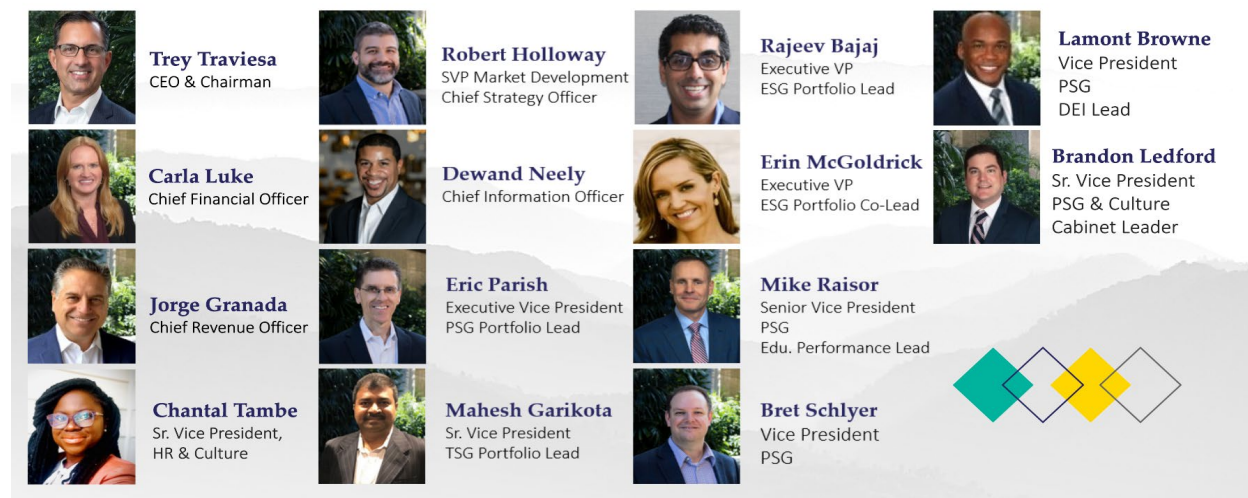 Trey Traviesa
CEO & Chairman
Carla Luke
Chief Financial Officer
Jorge Granada
Chief Revenue Officer
Chantal Tambe
Sr. Vice President,
HR & Culture
Robert Holloway
SVP Market Development
Chief Strategy Officer
Dewand Neely
Chief Information Officer
Eric Parish
Executive Vice President
PSG Portfolio Lead
Mahesh Garikota
Sr. Vice President
TSG Portfolio Lead
Rajeev Bajaj
Executive VP
ESG Portfolio Lead
Erin McGoldrick
Executive VP
ESG Portfolio Co-Lead
Mike Raisor
Senior Vice President
PSG
Edu. Performance Lead
Bret Schlyer
Vice President
PSG
Lamont Browne
Vice President
PSG
DEI Lead
Brandon Ledford
Sr. Vice President
PSG & Culture
Cabinet Leader